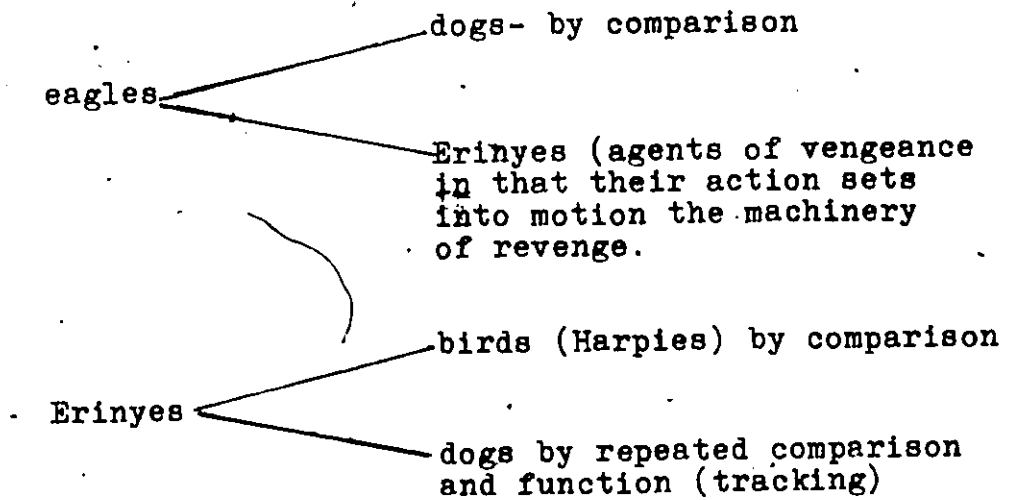 dogs- by comparison
eagles
Erinyes (agents of vengeance
in that their action sets
into motion the machinery
of revenge.
birds (Harpies) by comparison
Erinyes
dogs by repeated comparison
and function (tracking)